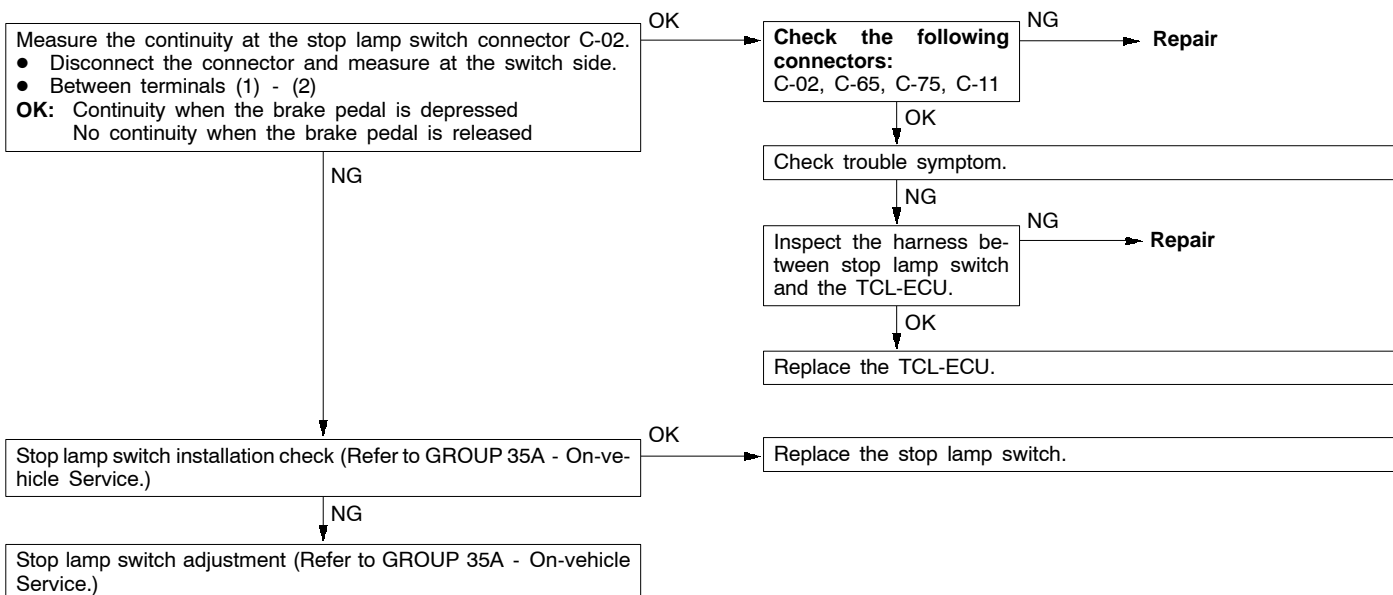 Measure the continuity at the stop lamp switch connector C-02.
● Disconnect the connector and measure at the switch side.
● Between terminals (1) - (2)
OK: Continuity when the brake pedal is depressed
No continuity when the brake pedal is released
OK
Check the following
connectors:
C-02, C-65, C-75, C-11
NG
Repair
OK
Check trouble symptom.
NG
NG
Inspect the harness be-
tween stop lamp switch
and the TCL-ECU.
NG
Repair
OK
Replace the TCL-ECU.
Stop lamp switch installation check (Refer to GROUP 35A - On-ve-
hicle Service.)
OK
Replace the stop lamp switch.
NG
Stop lamp switch adjustment (Refer to GROUP 35A - On-vehicle
Service.)